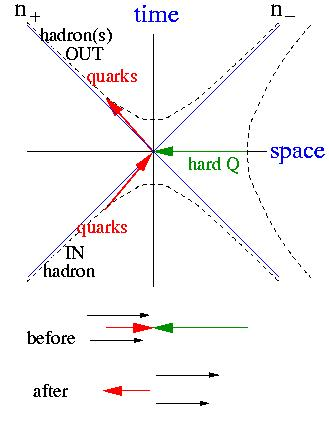 n+
time
n-
hadron(s)
OUT
quarks
space
hard Q
quarks
IN
hadron
before
after